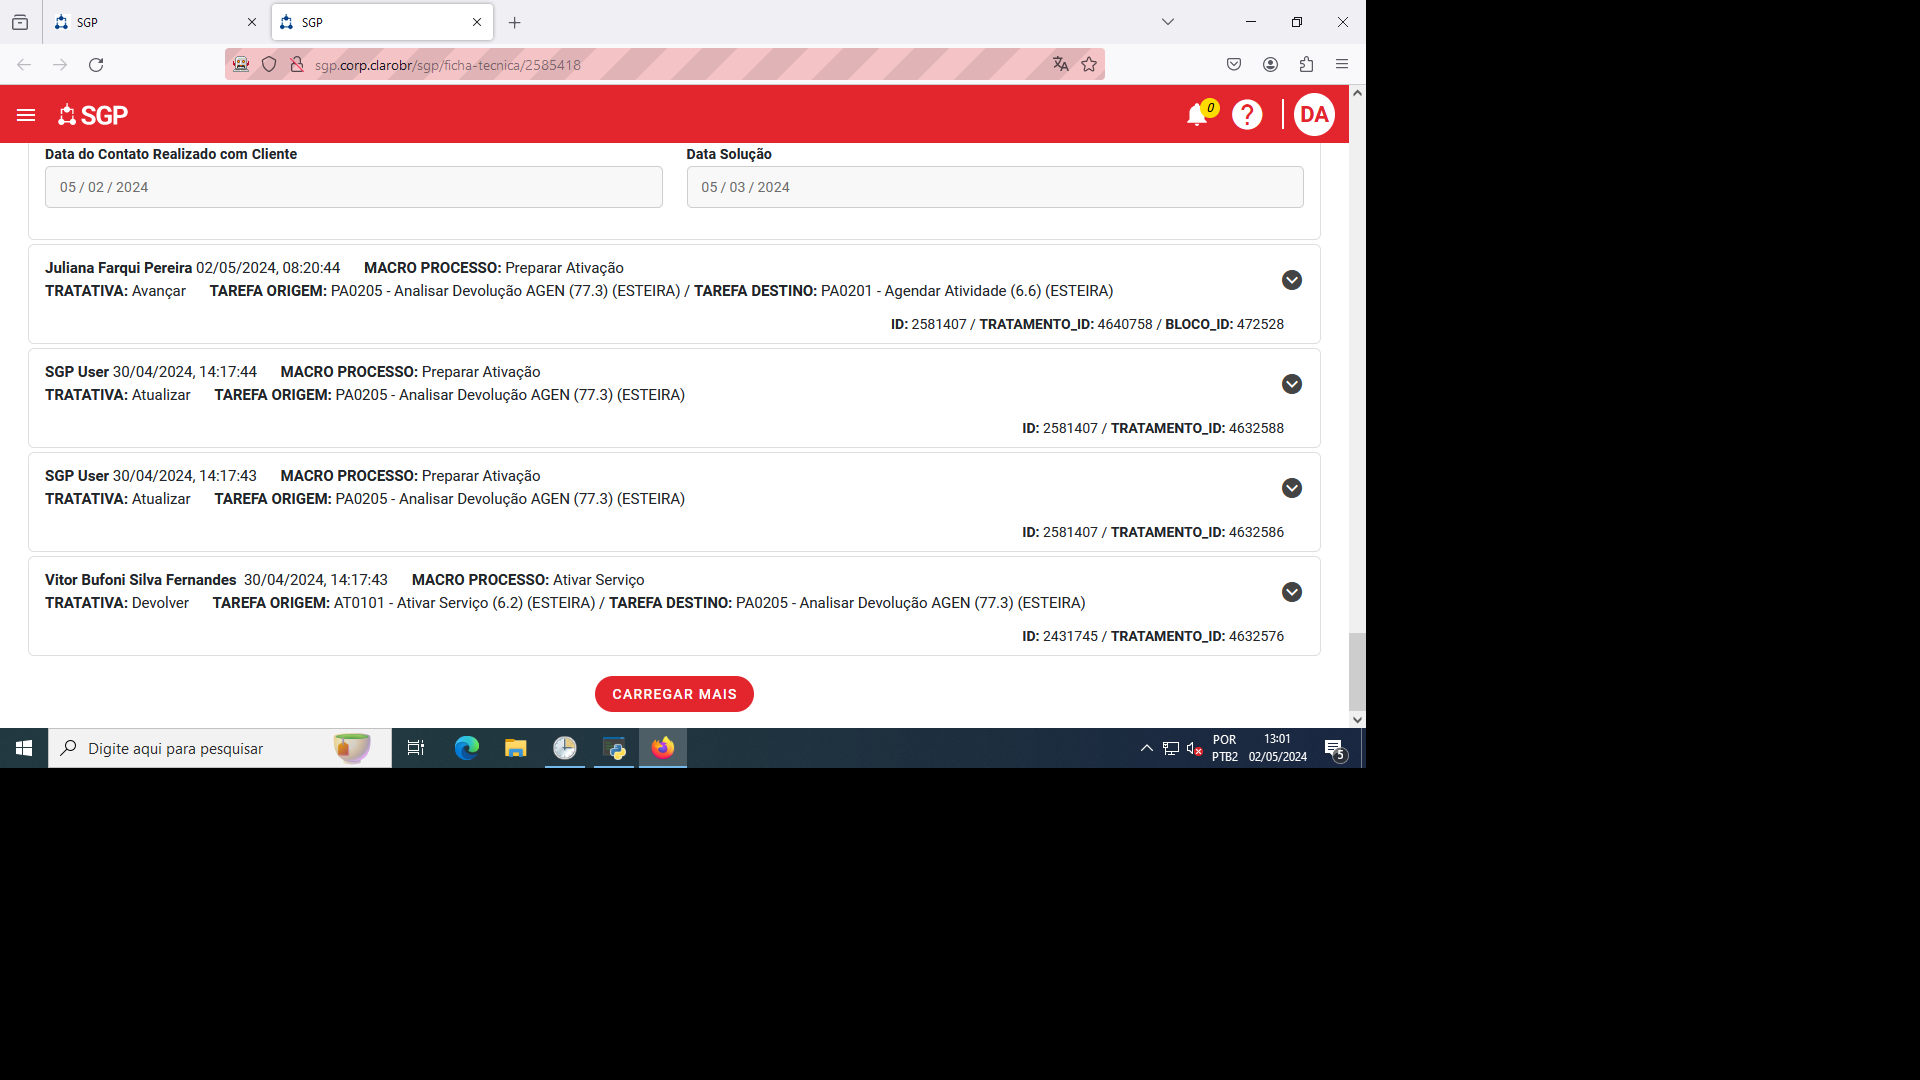 SGP
SGP
sgp.corp.clarobr/sgp/ficha-tecnica/2585418
SGP
0
?
DA
Data do Contato Realizado com Cliente
Data Solução
05 / 02 / 2024
05 / 03 / 2024
Juliana Farqui Pereira 02/05/2024, 08:20:44 MACRO PROCESSO: Preparar Ativação
TRATATIVA: Avançar TAREFA ORIGEM: PA0205 - Analisar Devolução AGEN (77.3) (ESTEIRA) / TAREFA DESTINO: PA0201 - Agendar Atividade (6.6) (ESTEIRA)
ID: 2581407 / TRATAMENTO_ID: 4640758 / BLOCO_ID: 472528
SGP User 30/04/2024, 14:17:44 MACRO PROCESSO: Preparar Ativação
TRATATIVA: Atualizar TAREFA ORIGEM: PA0205 - Analisar Devolução AGEN (77.3) (ESTEIRA)
ID: 2581407 / TRATAMENTO_ID: 4632588
SGP User 30/04/2024, 14:17:43 MACRO PROCESSO: Preparar Ativação
TRATATIVA: Atualizar TAREFA ORIGEM: PA0205 - Analisar Devolução AGEN (77.3) (ESTEIRA)
ID: 2581407 / TRATAMENTO_ID: 4632586
Vitor Bufoni Silva Fernandes 30/04/2024, 14:17:43 MACRO PROCESSO: Ativar Serviço
TRATATIVA: Devolver TAREFA ORIGEM: AT0101 - Ativar Serviço (6.2) (ESTEIRA) / TAREFA DESTINO: PA0205 - Analisar Devolução AGEN (77.3) (ESTEIRA)
ID: 2431745 / TRATAMENTO_ID: 4632576
CARREGAR MAIS
Digite aqui para pesquisar
POR
PTB2
13:01
02/05/2024
5